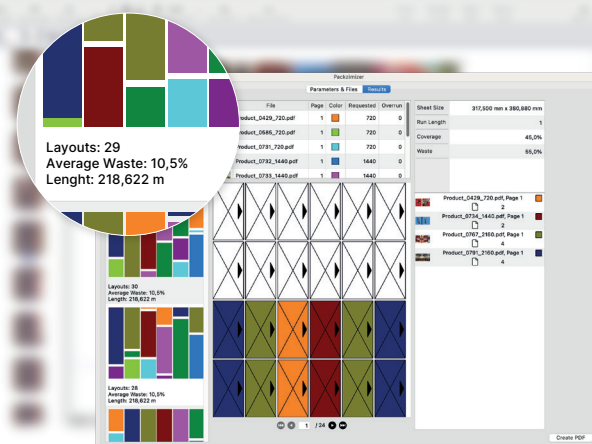 Packzimizer
Parameters & Files Results
File Page Color Requested Overrun
Product_0429_720.pdf 1 720 0
Product_0585_720.pdf 1 720 0
Product_0731_720.pdf 1 720 0
Product_0732_1440.pdf 1 1440 0
Product_0733_1440.pdf 1 1440 0
Sheet Size 317,500 mm x 380,880 mm
Run Length 1
Coverage 45,0%
Waste 55,0%
Layouts: 29
Average Waste: 10,5%
Lenght: 218,622 m
Product_0429_720.pdf, Page 1
2
Product_0734_1440.pdf, Page 1
2
Product_0767_2160.pdf, Page 1
4
Product_0791_2160.pdf, Page 1
4
Layouts: 30
Average Waste: 10,5%
Length: 218,622 m
Layouts: 28
Average Waste: 10,5%
Length: 218,622 m
1 / 24
Create PDF